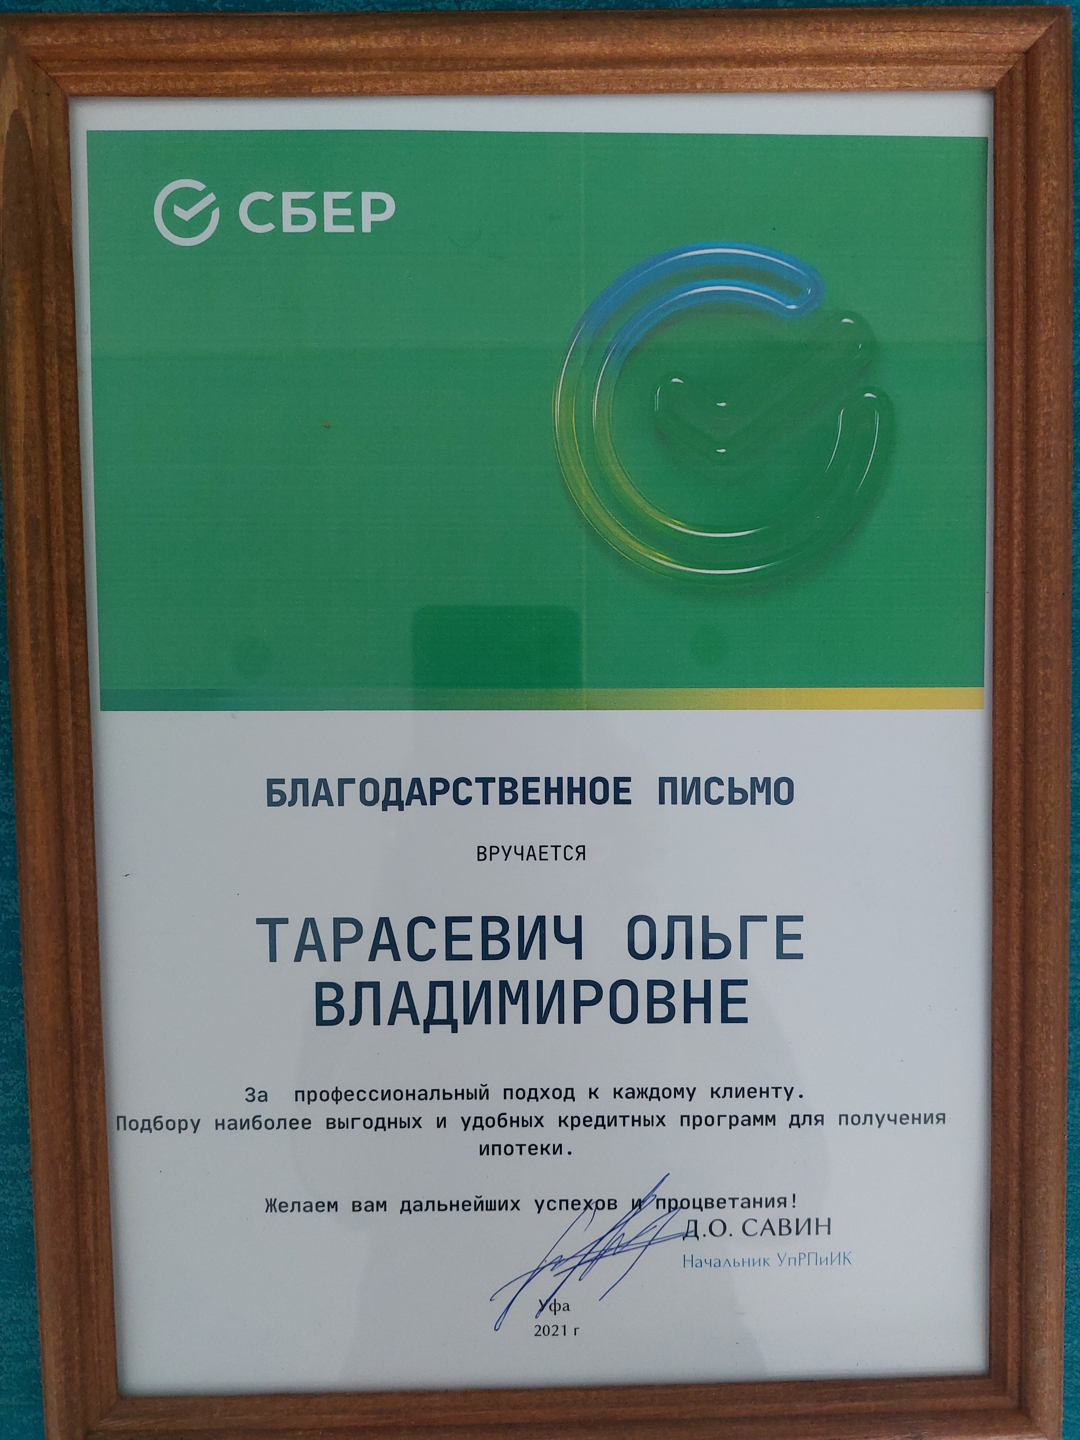 СБЕР
БЛАГОДАРСТВЕННОЕ ПИСЬМО
ВРУЧАЕТСЯ
ТАРАСЕВИЧ ОЛЬГЕ
ВЛАДИМИРОВНЕ
За профессиональный подход к каждому клиенту.
Подбору наиболее выгодных и удобных кредитных программ для получения
ипотеки.
Желаем вам дальнейших успехов и процветания!
Д.О. САВИН
Начальник УпРПиИК
Уфа
2021 г